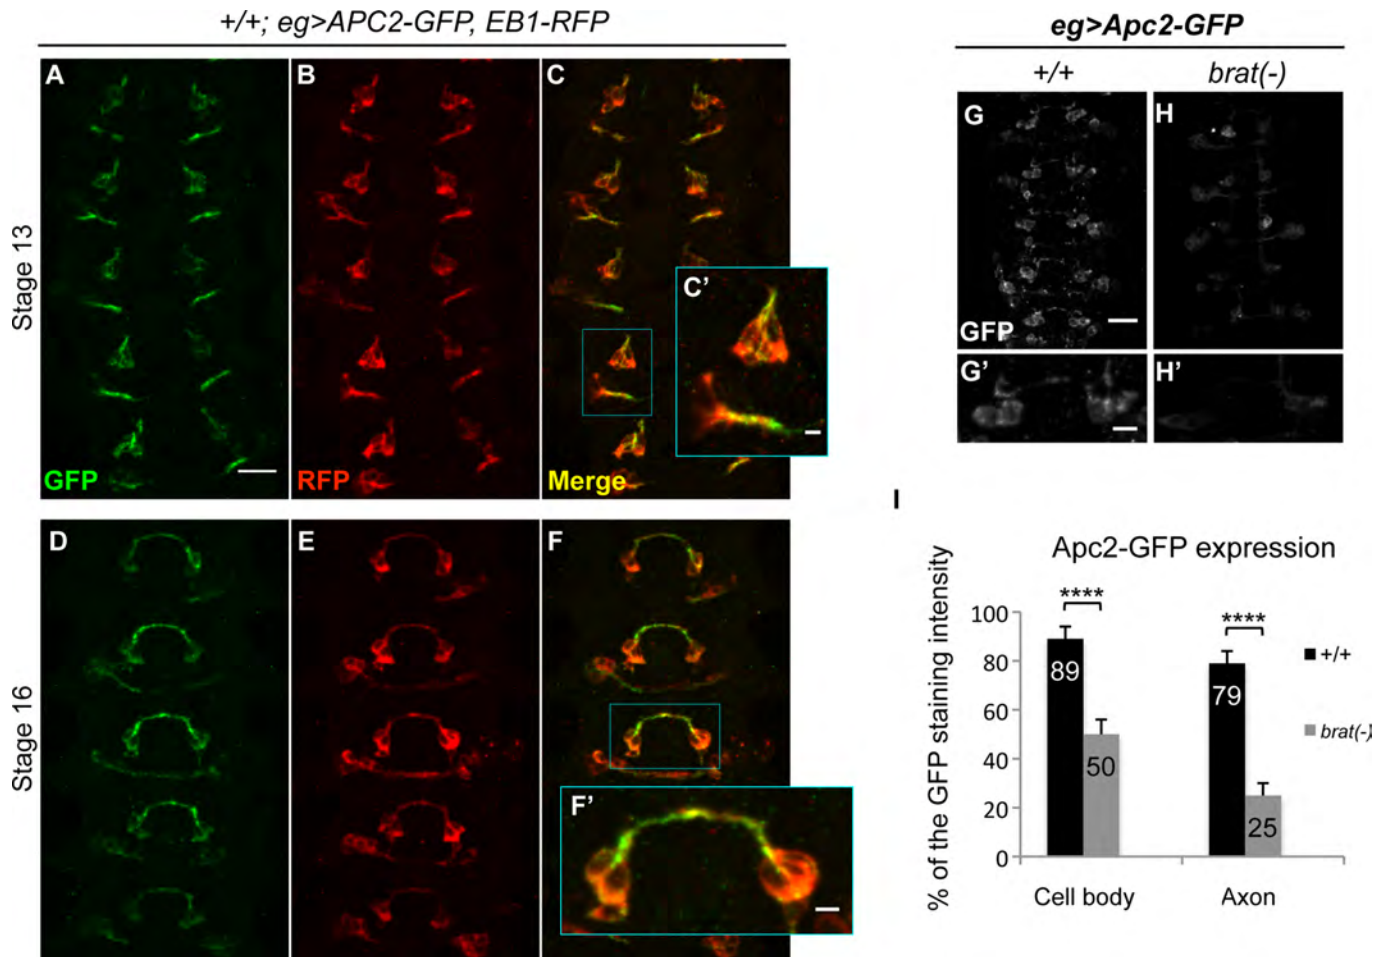 +/+; eg>APC2-GFP, EB1-RFP
eg>Apc2-GFP
+/+
brat(-)
A
B
C
G
H
Stage 13
C'
GFP
G'
H'
GFP
RFP
Merge
D
E
F
I
Apc2-GFP expression
% of the GFP staining intensity
100
80
60
40
20
0
****
****
89
50
79
25
+/+
brat(-)
Cell body
Axon
Stage 16
F'